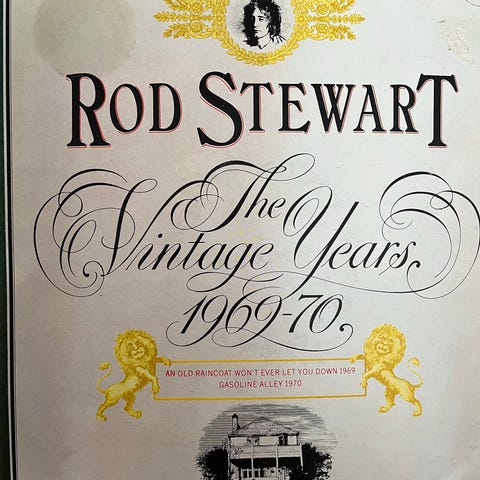 ROD STEWART
The
Vintage Years
1969-70.
AN OLD RAINCOAT WON'T EVER LET YOU DOWN 1969
GASOLINE ALLEY 1970